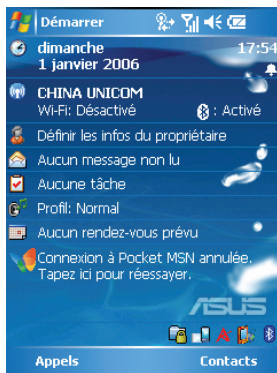 Démarrer
dimanche 17:54
1 janvier 2006
CHINA UNICOM
Wi-Fi: Désactivé : Activé
Définir les infos du propriétaire
Aucun message non lu
Aucune tâche
Profil: Normal
Aucun rendez-vous prévu
Connexion à Pocket MSN annulée.
Tapez ici pour réessayer.
ASUS
Appels Contacts